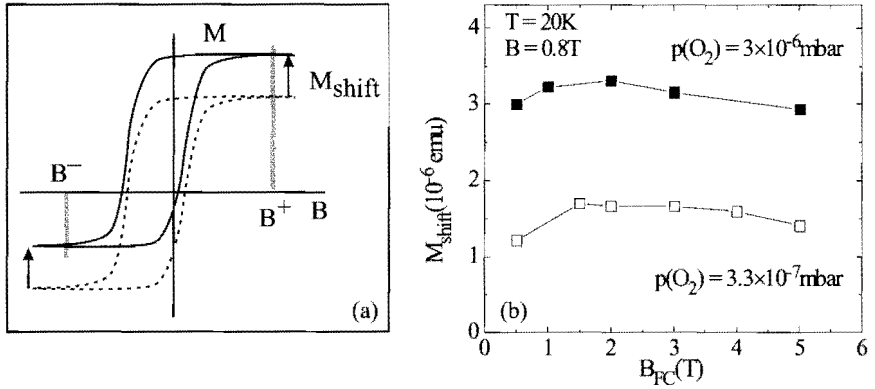 M
M_shift
B^-
B^+ B
(a)
T = 20K
B = 0.8T
p(O_2) = 3×10^-6 mbar
4
3
2
1
0
M_shift(10^-6 emu)
p(O_2) = 3.3×10^-7 mbar
(b)
0 1 2 3 4 5 6
B_FC(T)